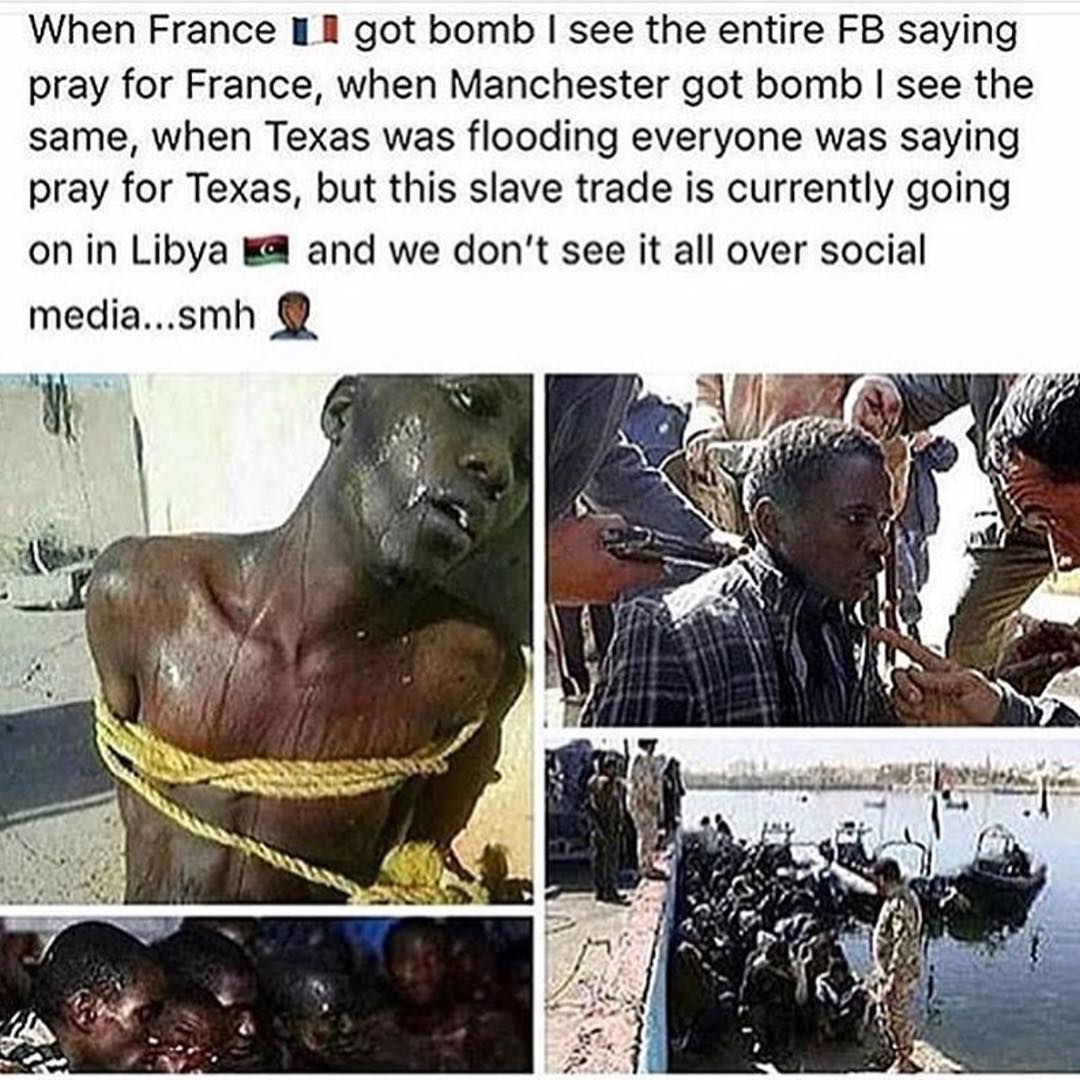 When France 🇫🇷 got bomb I see the entire FB saying
pray for France, when Manchester got bomb I see the
same, when Texas was flooding everyone was saying
pray for Texas, but this slave trade is currently going
on in Libya 🇱🇾 and we don't see it all over social
media...smh 🤦🏿‍♂️